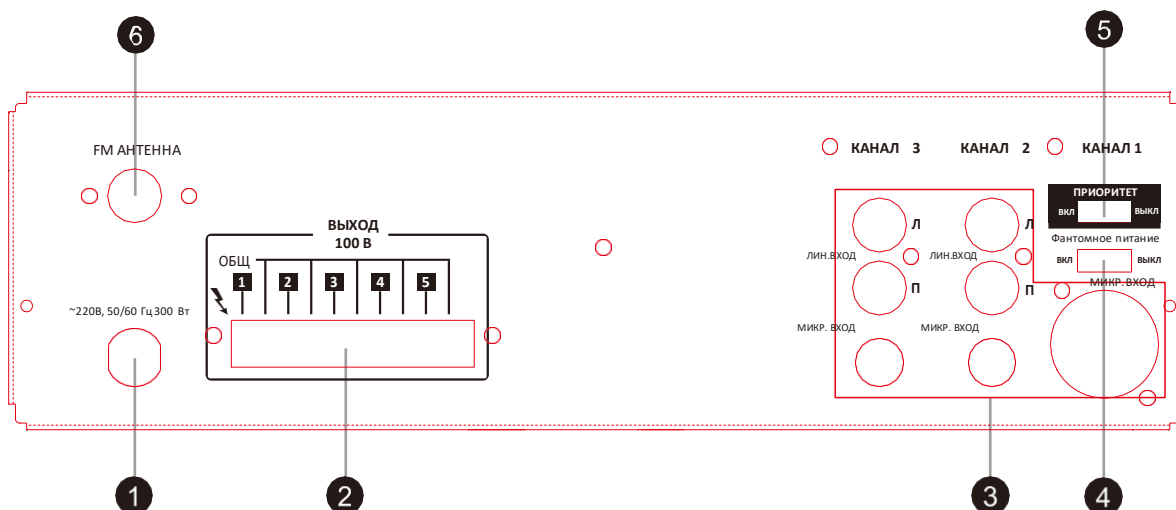 6
5
FM АНТЕННА
КАНАЛ 3 КАНАЛ 2 КАНАЛ 1
ПРИОРИТЕТ
ВКЛ ВЫКЛ
Фантомное питание
ВКЛ ВЫКЛ
МИКР. ВХОД
ВЫХОД
100 В
ОБЩ
1 2 3 4 5
Л Л
ЛИН.ВХОД ЛИН.ВХОД
П П
МИКР. ВХОД МИКР. ВХОД
~220В, 50/60 Гц 300 Вт
1 2 3 4